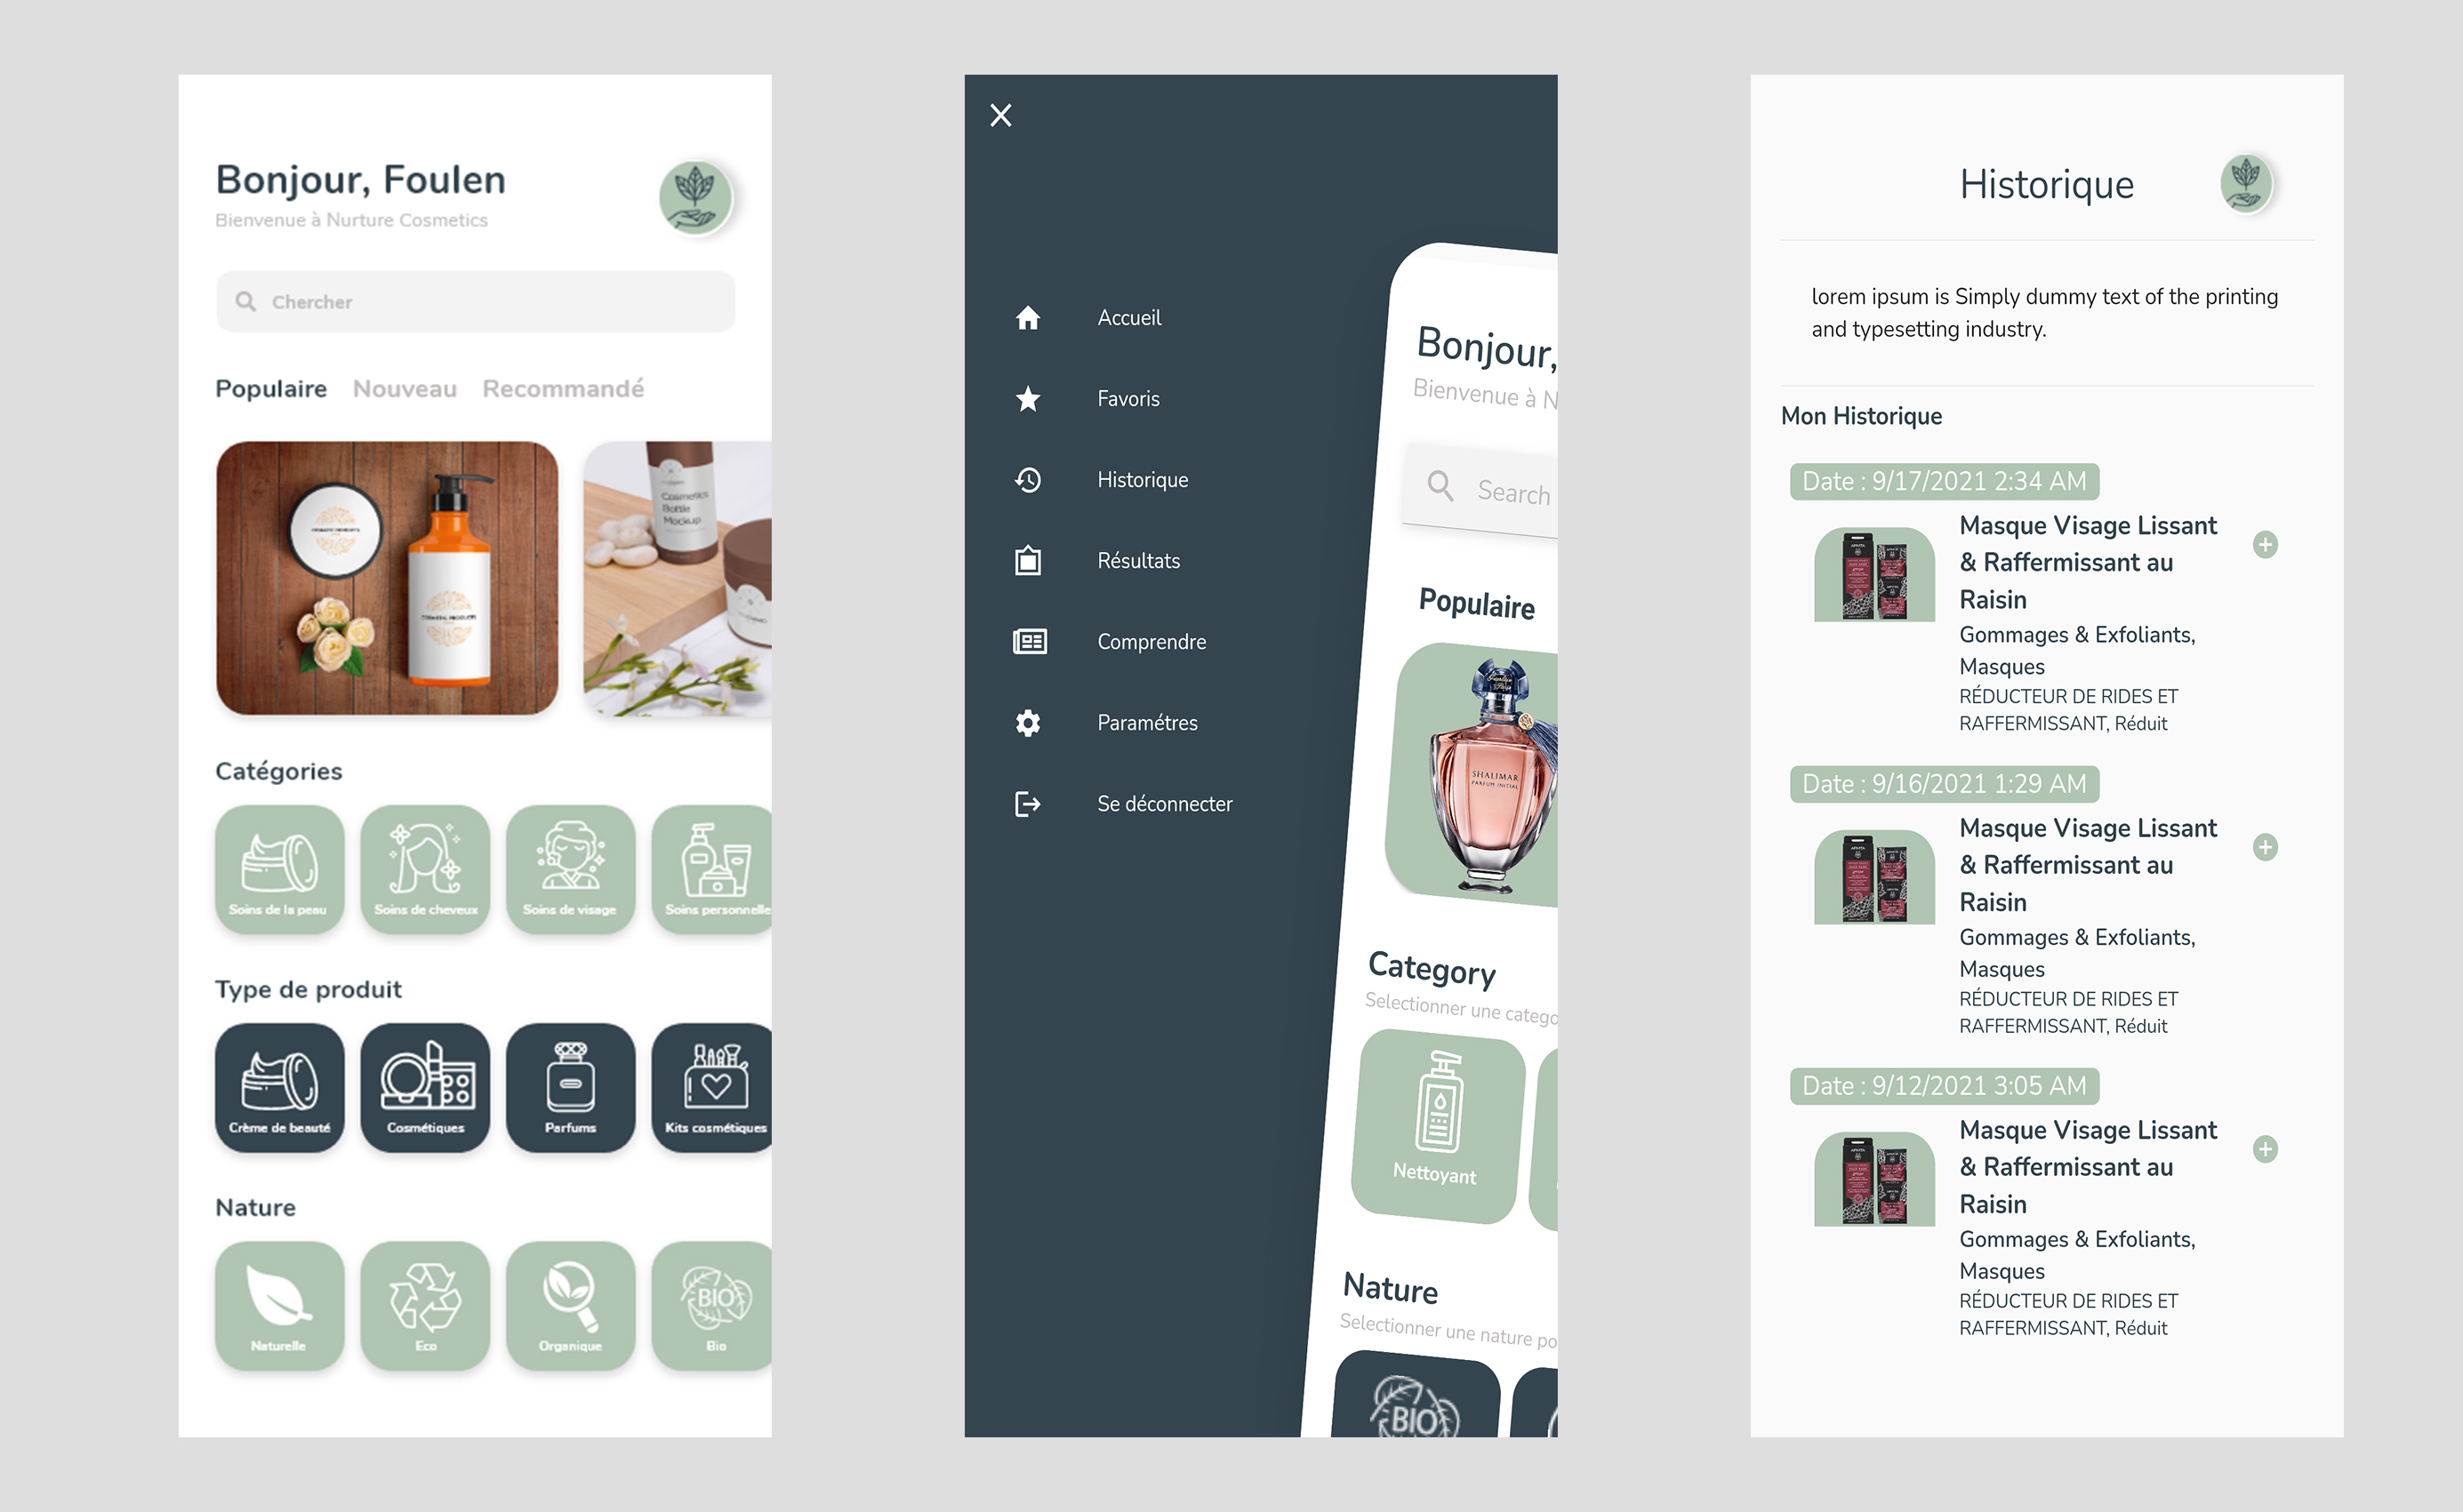 Bonjour, Foulen
Bienvenue à Nurture Cosmetics
Chercher
Populaire Nouveau Recommandé
Cosmetics
Bottle
Mockup
Catégories
Soins de la peau
Soins de cheveux
Soins de visage
Soins personnelle
Type de produit
Crème de beauté
Cosmétiques
Parfums
Kits cosmétiques
Nature
Naturelle
Eco
Organique
BIO
Bio
Accueil
Favoris
Historique
Résultats
Comprendre
Paramétres
Se déconnecter
Bonjour,
Bienvenue à N
Search
Populaire
SHALIMAR
PARFUM INITIAL
Category
Selectionner une catego
Nettoyant
Nature
Selectionner une nature po
BIO
Historique
lorem ipsum is Simply dummy text of the printing
and typesetting industry.
Mon Historique
Date : 9/17/2021 2:34 AM
Masque Visage Lissant
& Raffermissant au
Raisin
Gommages & Exfoliants,
Masques
RÉDUCTEUR DE RIDES ET
RAFFERMISSANT, Réduit
Date : 9/16/2021 1:29 AM
Masque Visage Lissant
& Raffermissant au
Raisin
Gommages & Exfoliants,
Masques
RÉDUCTEUR DE RIDES ET
RAFFERMISSANT, Réduit
Date : 9/12/2021 3:05 AM
Masque Visage Lissant
& Raffermissant au
Raisin
Gommages & Exfoliants,
Masques
RÉDUCTEUR DE RIDES ET
RAFFERMISSANT, Réduit